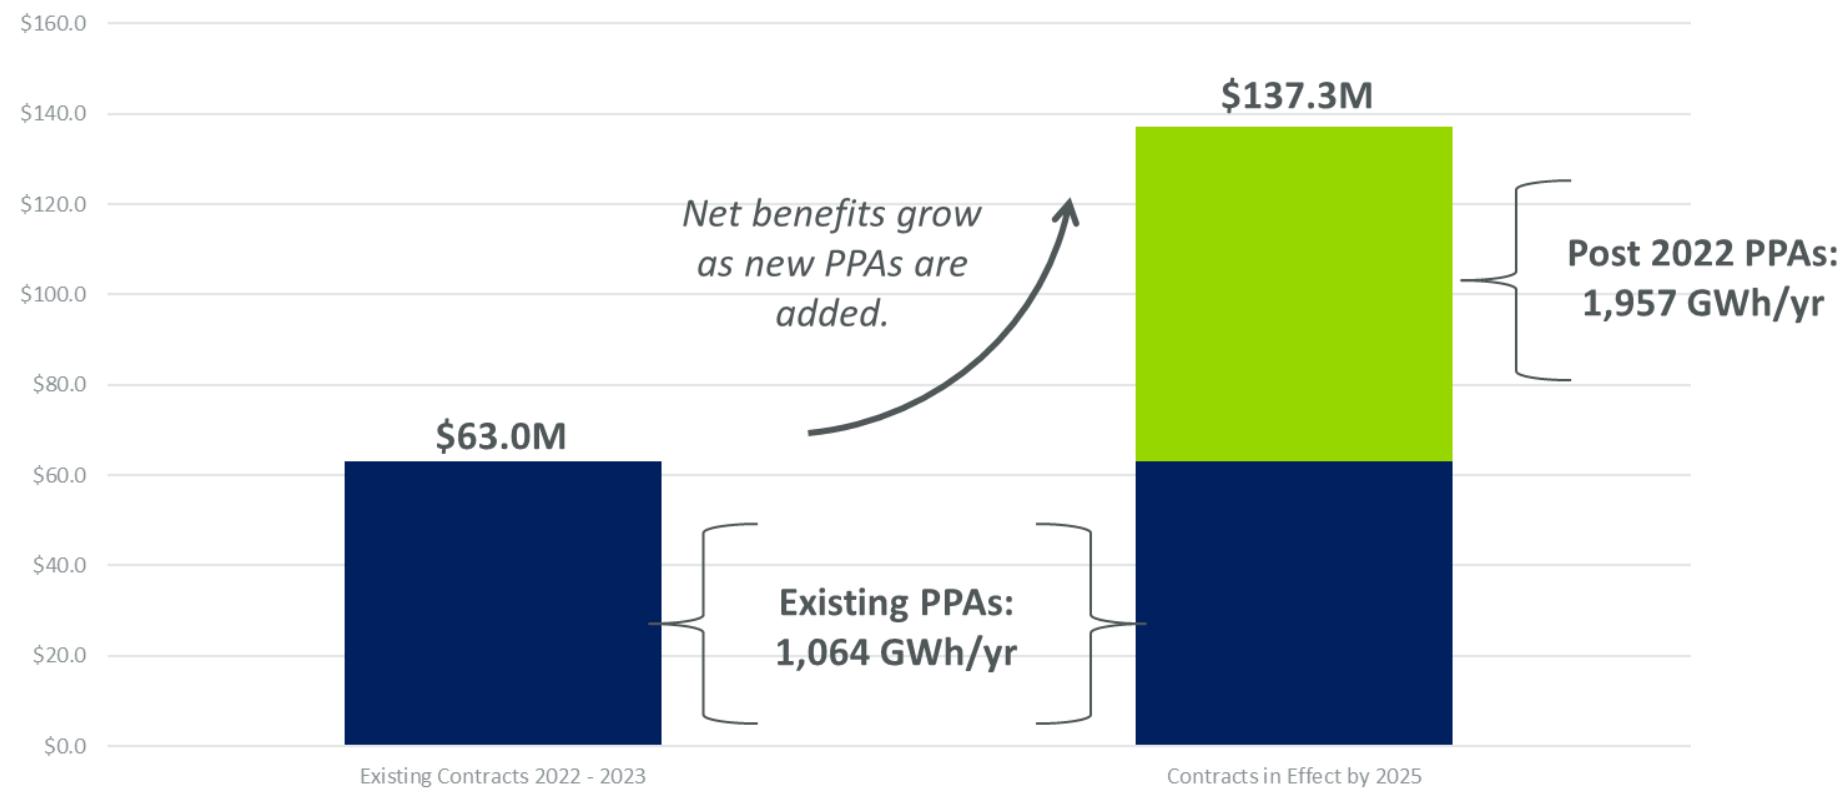 $160.0
$140.0
$120.0
$100.0
$80.0
$60.0
$40.0
$20.0
$0.0
$137.3M
Net benefits grow
as new PPAs are
added.
Post 2022 PPAs:
1,957 GWh/yr
$63.0M
Existing PPAs:
1,064 GWh/yr
Existing Contracts 2022 - 2023
Contracts in Effect by 2025